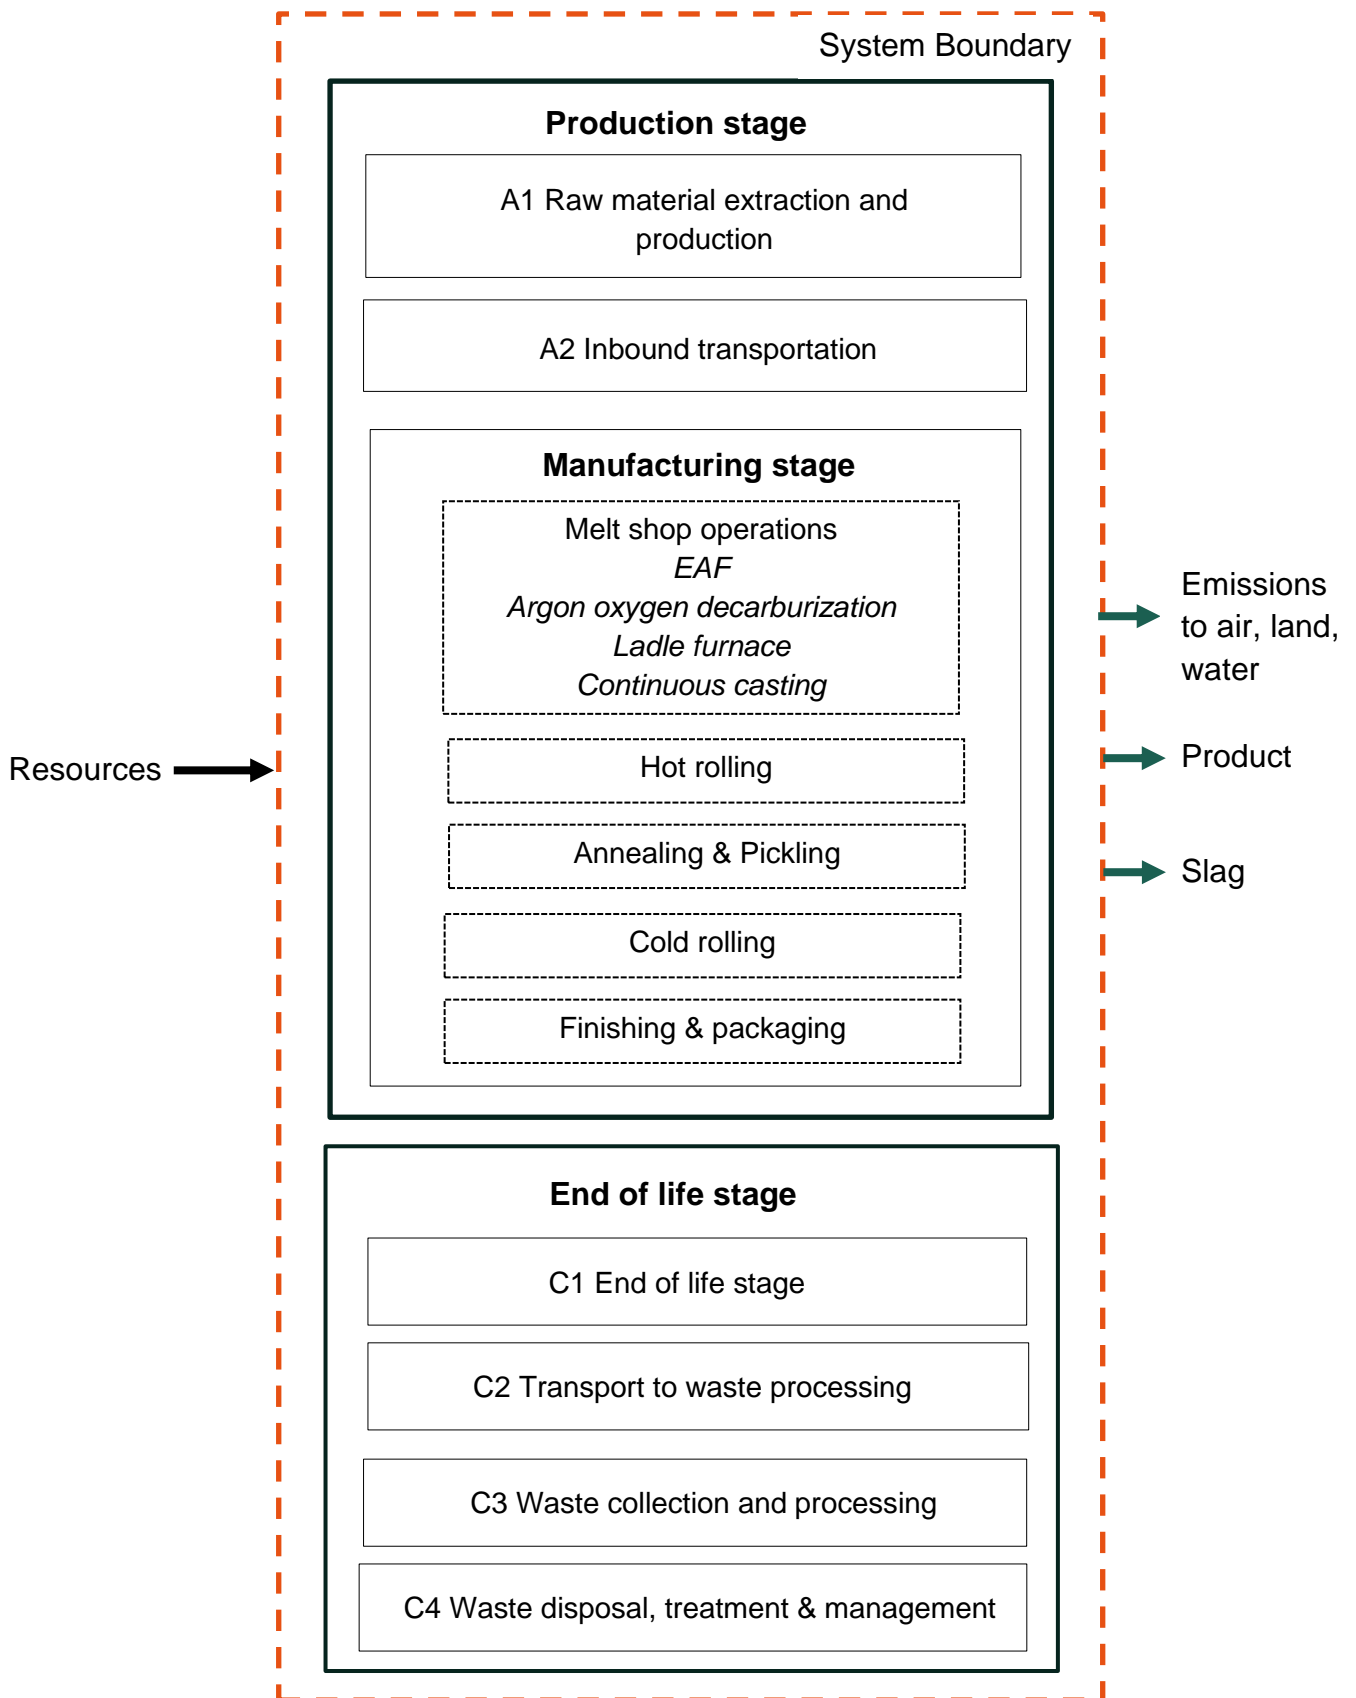 System Boundary
Production stage
A1 Raw material extraction and
production
A2 Inbound transportation
Manufacturing stage
Melt shop operations
EAF
Argon oxygen decarburization
Ladle furnace
Continuous casting
Hot rolling
Annealing & Pickling
Cold rolling
Finishing & packaging
Resources
Emissions
to air, land,
water
Product
Slag
End of life stage
C1 End of life stage
C2 Transport to waste processing
C3 Waste collection and processing
C4 Waste disposal, treatment & management